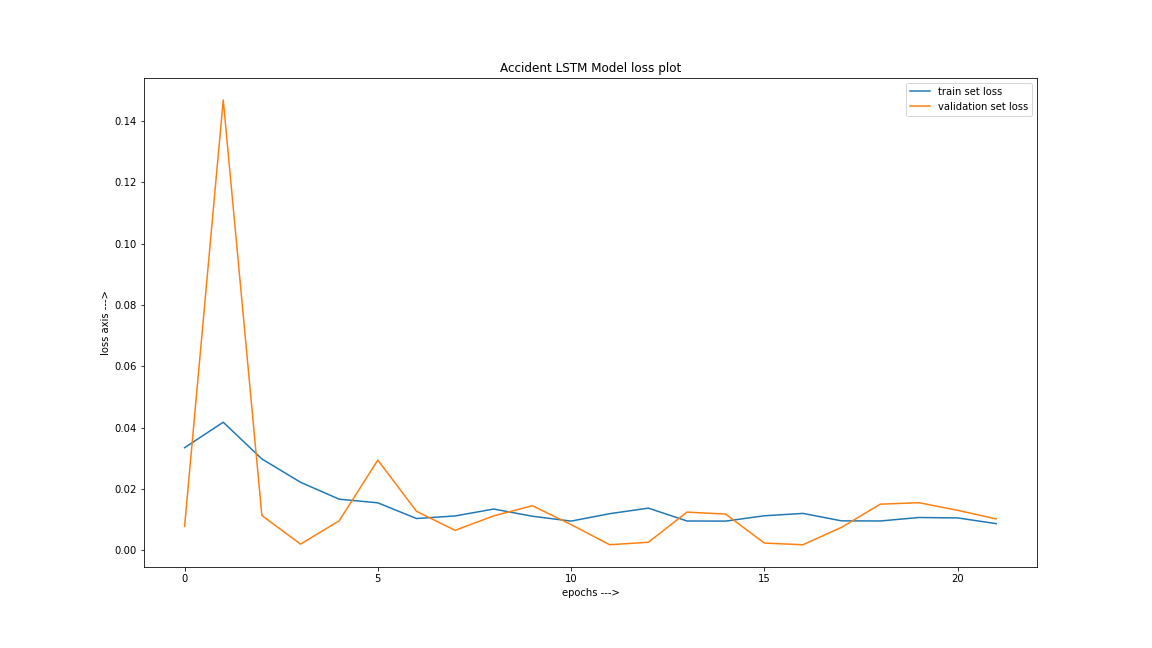 Accident LSTM Model loss plot
train set loss
validation set loss
0.14
0.12
0.10
0.08
0.06
0.04
0.02
0.00
loss axis --->
0 5 10 15 20
epochs --->